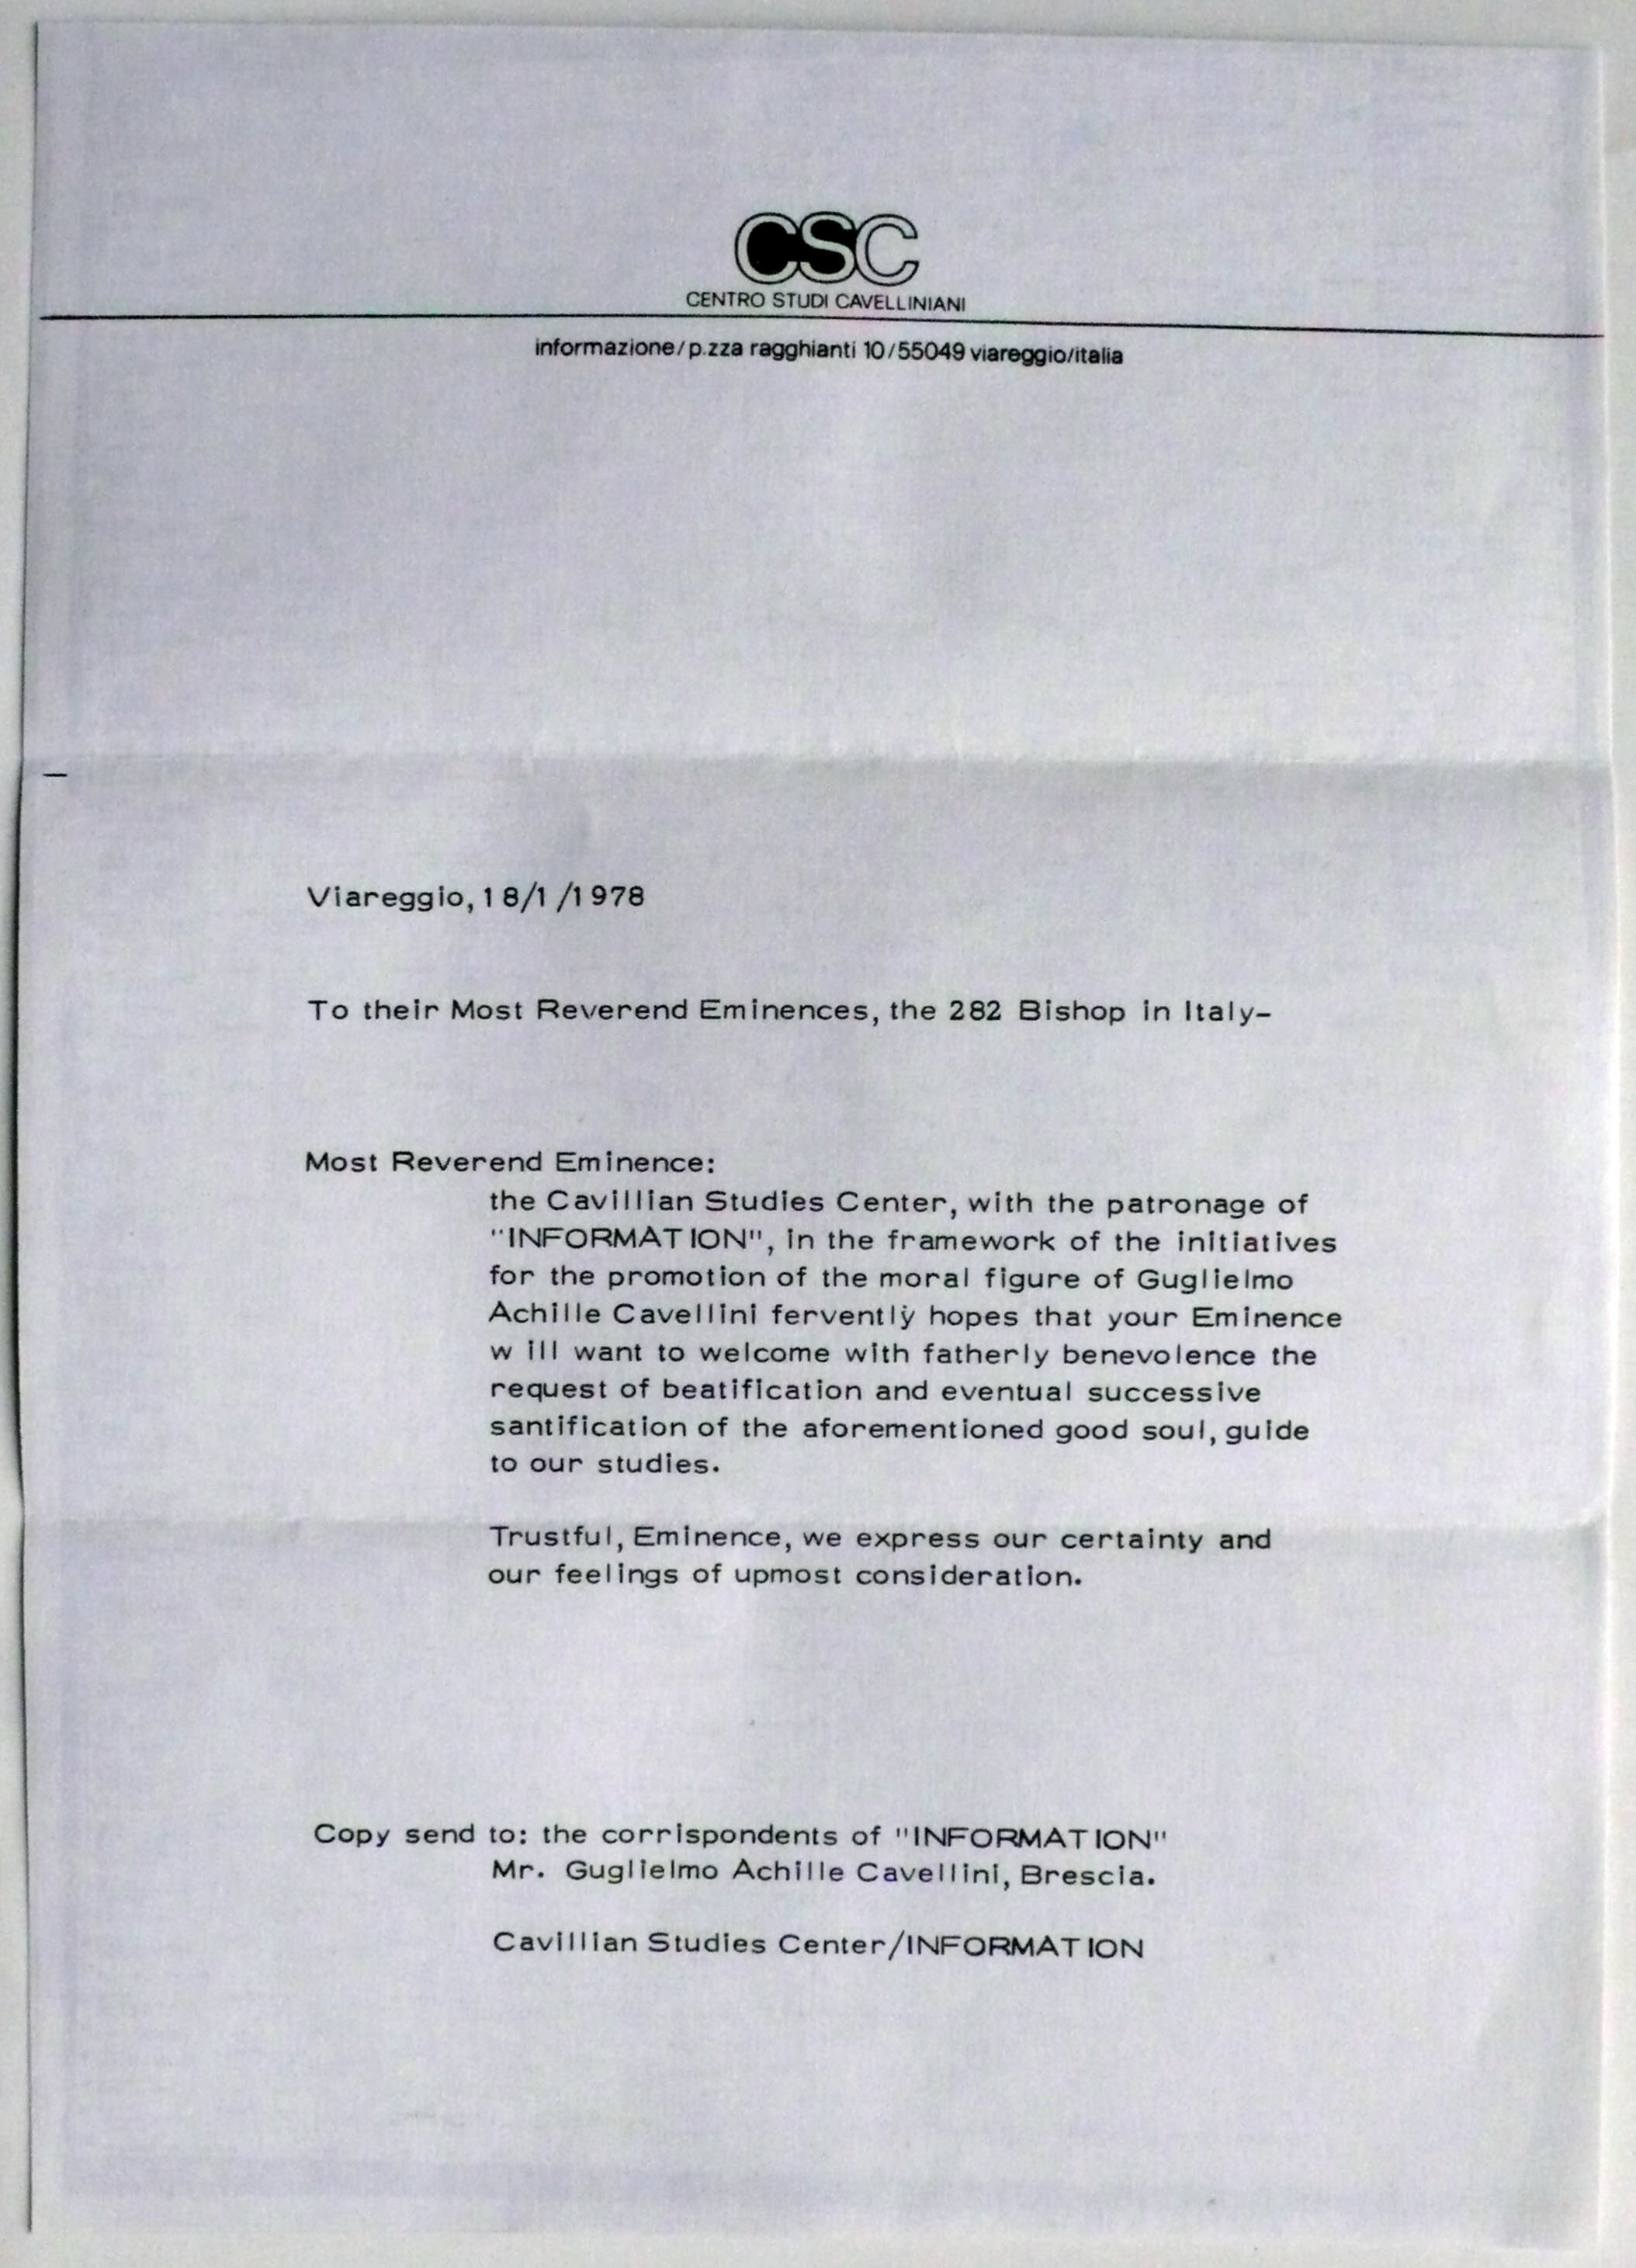 CSC
CENTRO STUDI CAVELLINIANI
informazione/p.zza ragghianti 10/55049 viareggio/italia
Viareggio, 18/1 /1978
To their Most Reverend Eminences, the 282 Bishop in Italy-
Most Reverend Eminence:
the Cavillian Studies Center, with the patronage of
"INFORMATION", in the framework of the initiatives
for the promotion of the moral figure of Guglielmo
Achille Cavellini fervently hopes that your Eminence
w ill want to welcome with fatherly benevolence the
request of beatification and eventual successive
santification of the aforementioned good soul, guide
to our studies.
Trustful, Eminence, we express our certainty and
our feelings of upmost consideration.
Copy send to: the corrispondents of "INFORMATION"
Mr. Guglielmo Achille Cavellini, Brescia.
Cavillian Studies Center/INFORMATION